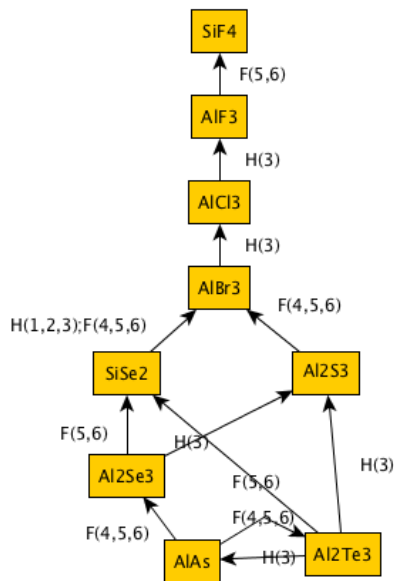 SiF4
F(5,6)
AlF3
H(3)
AlCl3
H(3)
AlBr3
H(1,2,3);F(4,5,6)
F(4,5,6)
SiSe2
Al2S3
F(5,6)
H(3)
Al2Se3
F(5,6)
H(3)
F(4,5,6)
F(4,5,6)
AlAs
H(3)
Al2Te3